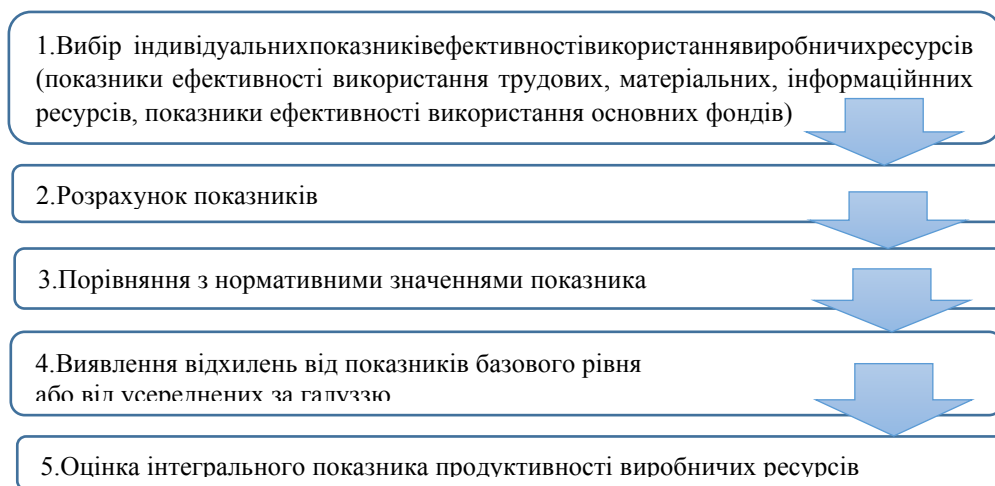 1.Вибір індивідуальнихпоказниківефективностівикористаннявиробничихресурсів
(показники ефективності використання трудових, матеріальних, інформаційнних
ресурсів, показники ефективності використання основних фондів)
2.Розрахунок показників
3.Порівняння з нормативними значеннями показника
4.Виявлення відхилень від показників базового рівня
або від усереднених за галуззю
5.Оцінка інтегрального показника продуктивності виробничих ресурсів